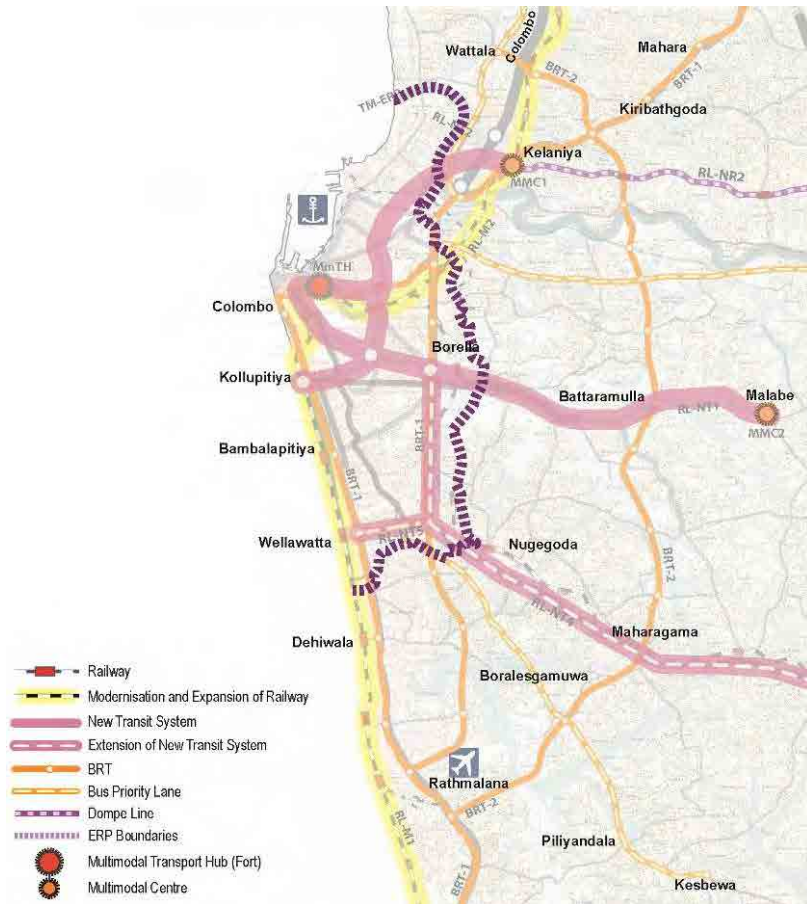 Colombo
Wattala
Mahara
BRT-2
BRT-1
Kiribathgoda
Kelaniya
MMC1
RL-NR2
RL-M2
MmTH
Colombo
Borella
Kollupitiya
Battaramulla
Malabe
RL-NT1
MMC2
BRT-1
Bambalapitiya
BRT-1
Wellawatta
RL-NT5
Nugegoda
BRT-2
RL-NT4
Maharagama
Dehiwala
Boralesgamuwa
Rathmalana
BRT-2
RL-M1
Piliyandala
BRT-1
Kesbewa
Railway
Modernisation and Expansion of Railway
New Transit System
Extension of New Transit System
BRT
Bus Priority Lane
Dompe Line
ERP Boundaries
Multimodal Transport Hub (Fort)
Multimodal Centre